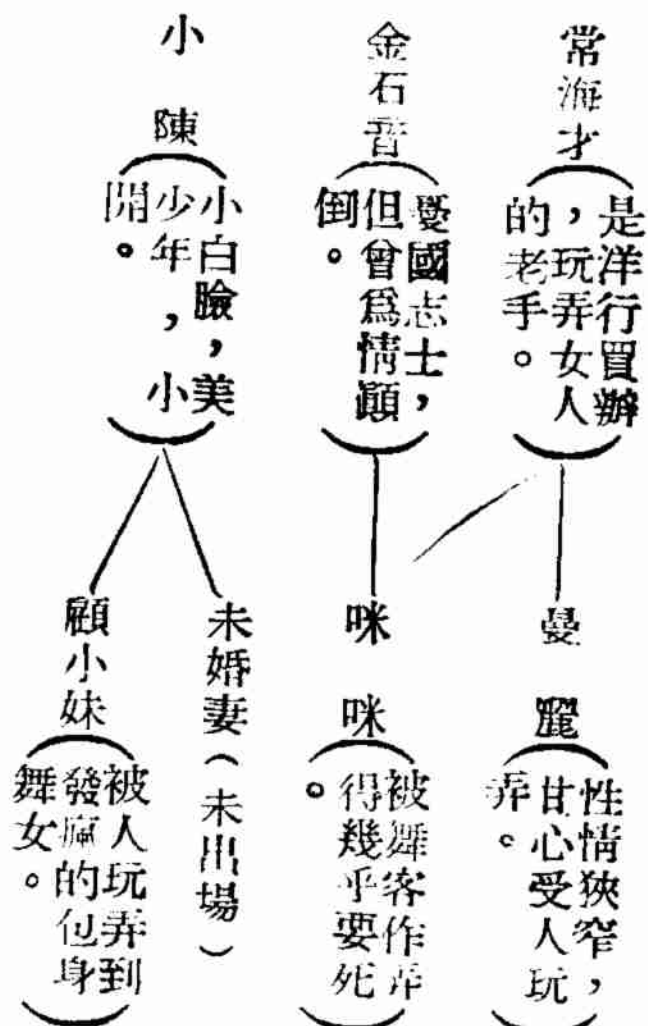 常海才(是洋行買辦
,玩弄女人
的老手。)
曼麗(性情狹窄,
甘心受人玩
弄。)
金石音(愛國志士,
但曾爲情顚
倒。)
咪咪(被舞客作弄
得幾乎要死
。)
小陳(小白臉,美
少年,小
開。)
未婚妻(未出場)
顧小妹(被人玩弄到
發瘋的包身
舞女。)